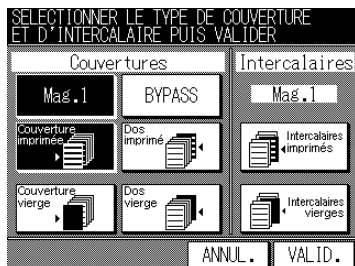 SELECTIONNER LE TYPE DE COUVERTURE
ET D'INTERCALAIRE PUIS VALIDER
Couvertures
Intercalaires
Mag.1
BYPASS
Mag.1
Couverture
imprimée
Dos
imprimé
Intercalaires
imprimés
Couverture
vierge
Dos
vierge
Intercalaires
vierges
ANNUL.
VALID.